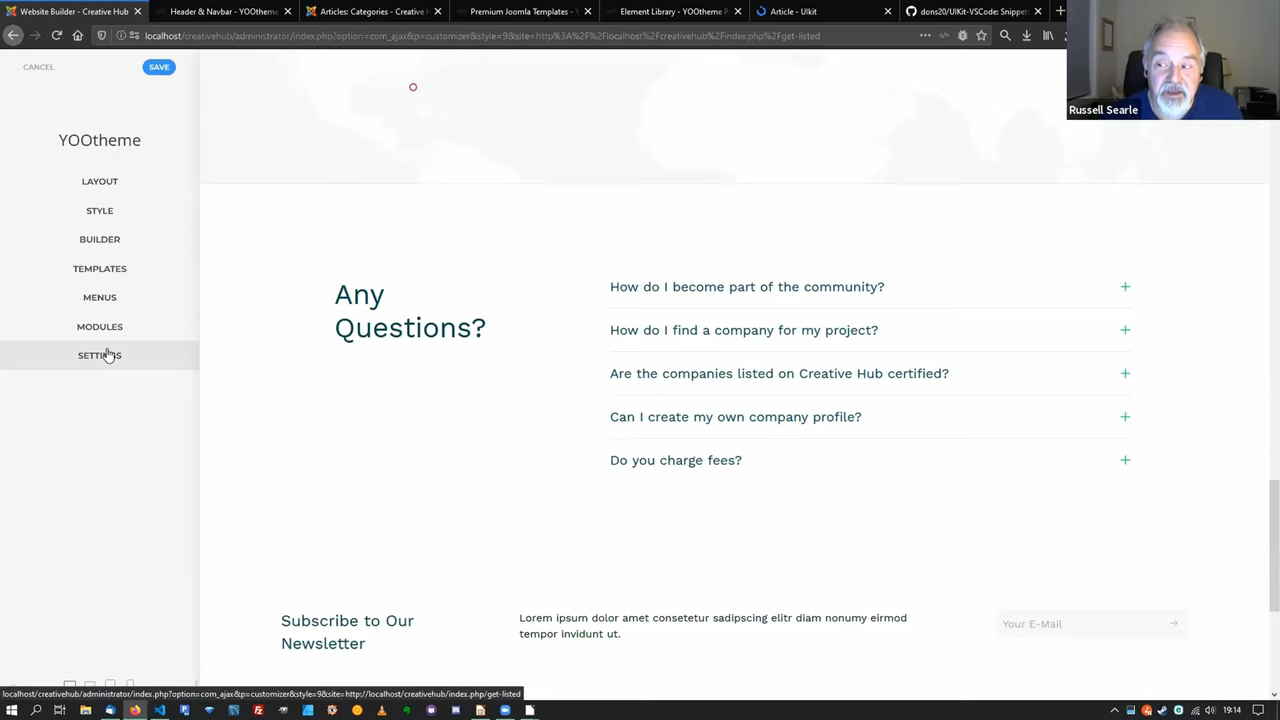 Website Builder - Creative Hub
Header & Navbar - YOOtheme
Articles: Categories - Creative H
Premium Joomla Templates - Y
Element Library - YOOtheme P
Article - UIkit
dons20/UIKit-VSCode: Snippet
localhost/creativehub/administrator/index.php?option=com_ajax&p=customizer&style=9&site=http%3A%2F%2Flocalhost%2Fcreativehub%2Findex.php%2Fget-listed
Russell Searle
CANCEL
SAVE
YOOtheme
LAYOUT
STYLE
BUILDER
TEMPLATES
MENUS
MODULES
SETTINGS
Any
Questions?
How do I become part of the community?
How do I find a company for my project?
Are the companies listed on Creative Hub certified?
Can I create my own company profile?
Do you charge fees?
Subscribe to Our
Newsletter
Lorem ipsum dolor amet consetetur sadipscing elitr diam nonumy eirmod
tempor invidunt ut.
Your E-Mail
localhost/creativehub/administrator/index.php?option=com_ajax&p=customizer&style=9&site=http://localhost/creativehub/index.php/get-listed
19:14